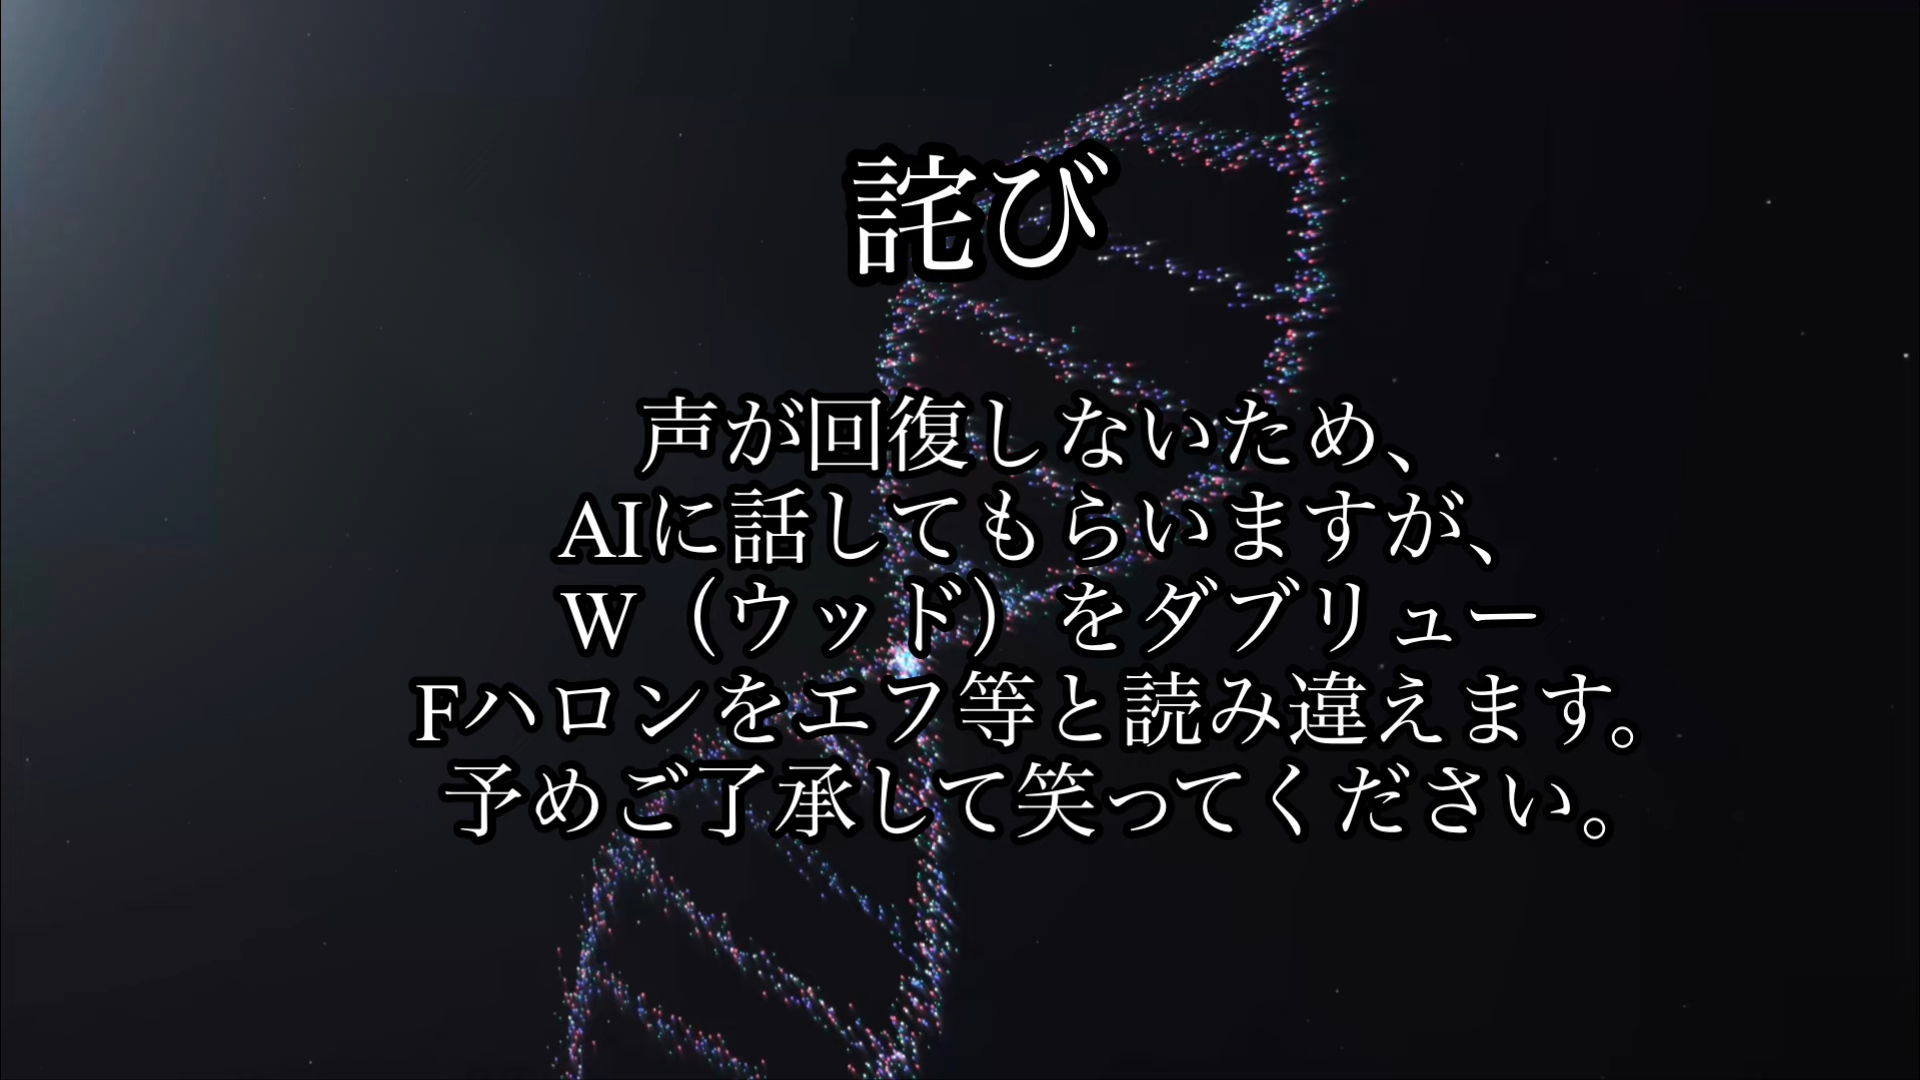 詫び
声が回復しないため、
AIに話してもらいますが、
W（ウッド）をダブリュー
Fハロンをエフ等と読み違えます。
予めご了承して笑ってください。